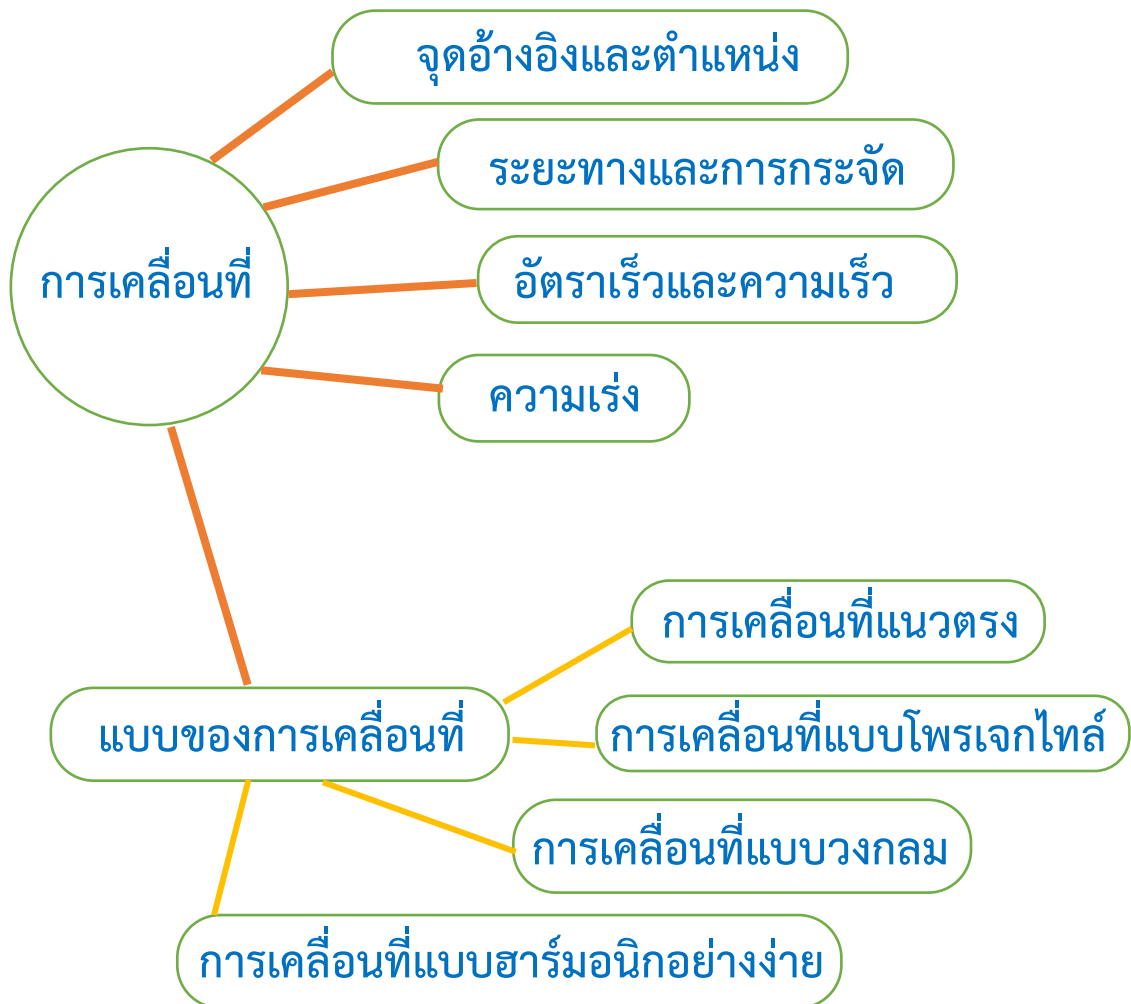 จุดอ้างอิงและตำแหน่ง
ระยะทางและการกระจัด
การเคลื่อนที่
อัตราเร็วและความเร็ว
ความเร่ง
การเคลื่อนที่แนวตรง
แบบของการเคลื่อนที่
การเคลื่อนที่แบบโพรเจกไทล์
การเคลื่อนที่แบบวงกลม
การเคลื่อนที่แบบฮาร์มอนิกอย่างง่าย